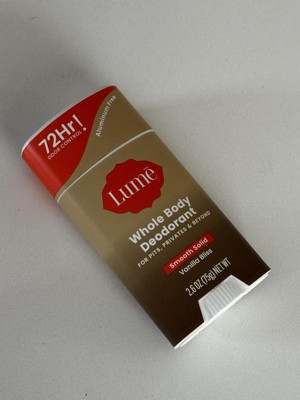 72Hr!
ODOR CONTROL
Aluminum Free
Lumē
Whole Body
Deodorant
FOR PITS, PRIVATES & BEYOND
Smooth Solid
Vanilla Bliss
2.6 OZ (75g) NET WT